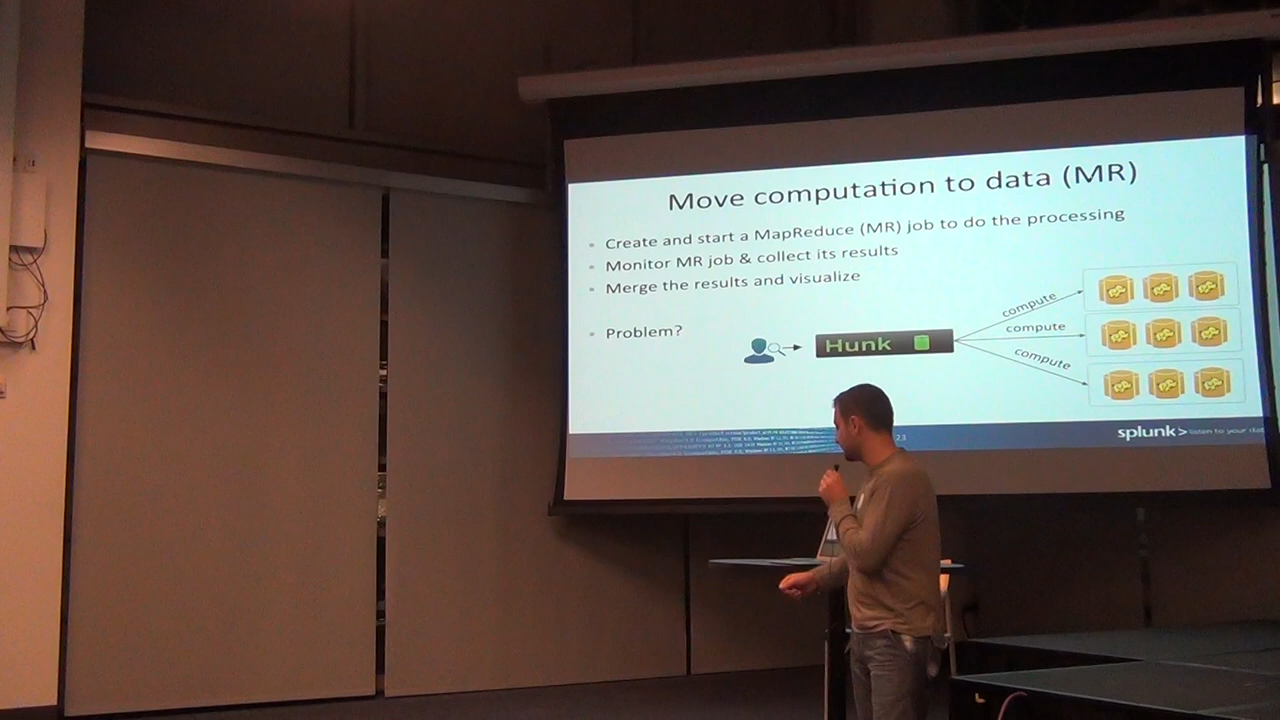 Move computation to data (MR)
Create and start a MapReduce (MR) job to do the processing
Monitor MR job & collect its results
Merge the results and visualize
Problem?
Hunk
compute
compute
compute
splunk> listen to your data